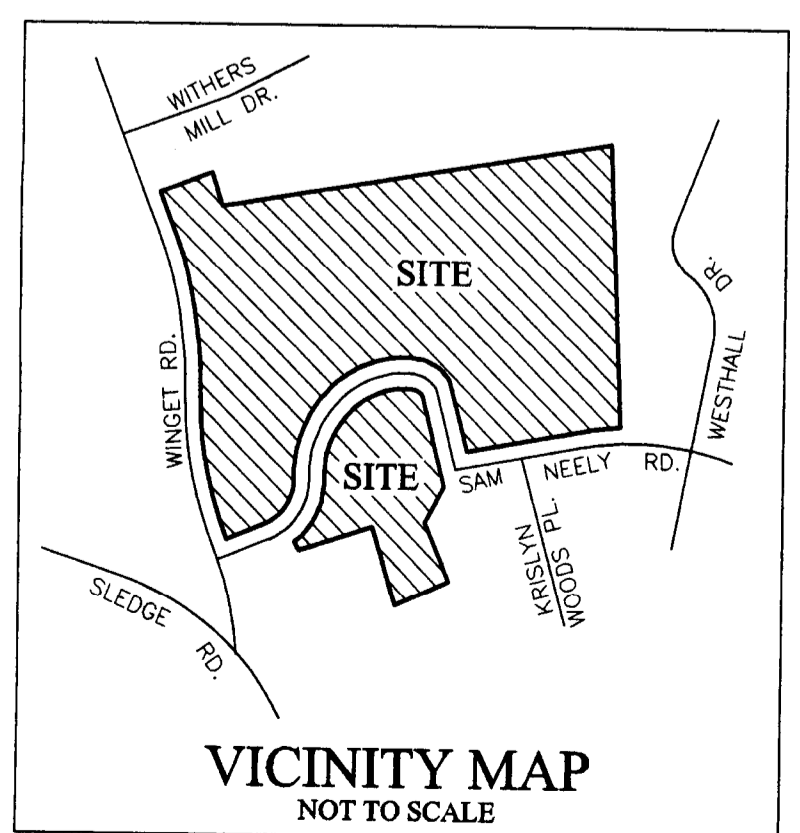 WITHERS
MILL DR.
SITE
DR.
WESTHALL
WINGET RD.
SITE
SAM NEELY RD.
KRISLYN
WOODS PL.
SLEDGE RD.
VICINITY MAP
NOT TO SCALE